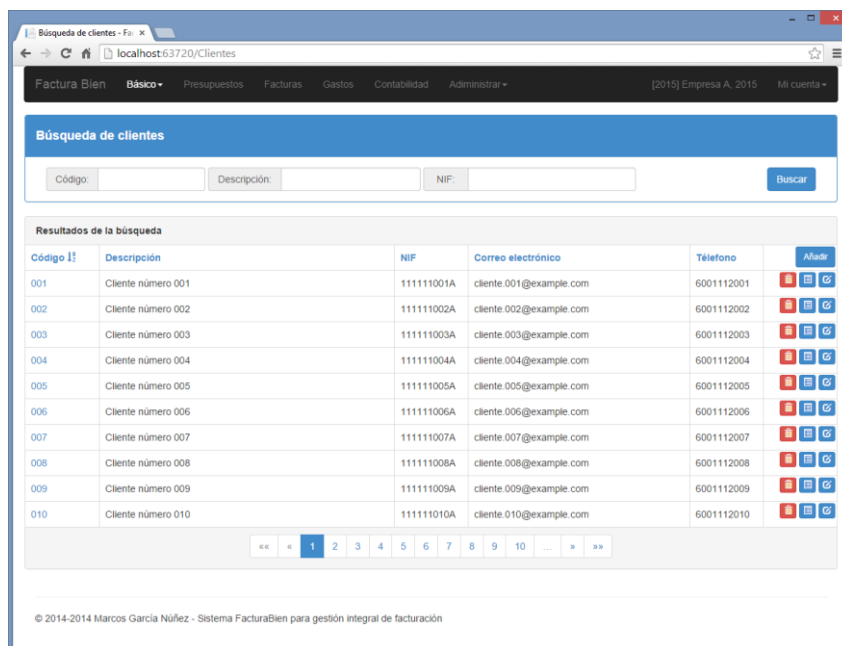 Búsqueda de clientes - Fa
localhost:63720/Clientes
Factura Bien Básico Presupuestos Facturas Gastos Contabilidad Administrar [2015] Empresa A, 2015 Mi cuenta
Búsqueda de clientes
Código: Descripción: NIF: Buscar
Resultados de la búsqueda
Código Descripción NIF Correo electrónico Télefono Añadir
001 Cliente número 001 111111001A cliente.001@example.com 6001112001
002 Cliente número 002 111111002A cliente.002@example.com 6001112002
003 Cliente número 003 111111003A cliente.003@example.com 6001112003
004 Cliente número 004 111111004A cliente.004@example.com 6001112004
005 Cliente número 005 111111005A cliente.005@example.com 6001112005
006 Cliente número 006 111111006A cliente.006@example.com 6001112006
007 Cliente número 007 111111007A cliente.007@example.com 6001112007
008 Cliente número 008 111111008A cliente.008@example.com 6001112008
009 Cliente número 009 111111009A cliente.009@example.com 6001112009
010 Cliente número 010 111111010A cliente.010@example.com 6001112010
«« « 1 2 3 4 5 6 7 8 9 10 ... » »»
© 2014-2014 Marcos García Núñez - Sistema FacturaBien para gestión integral de facturación